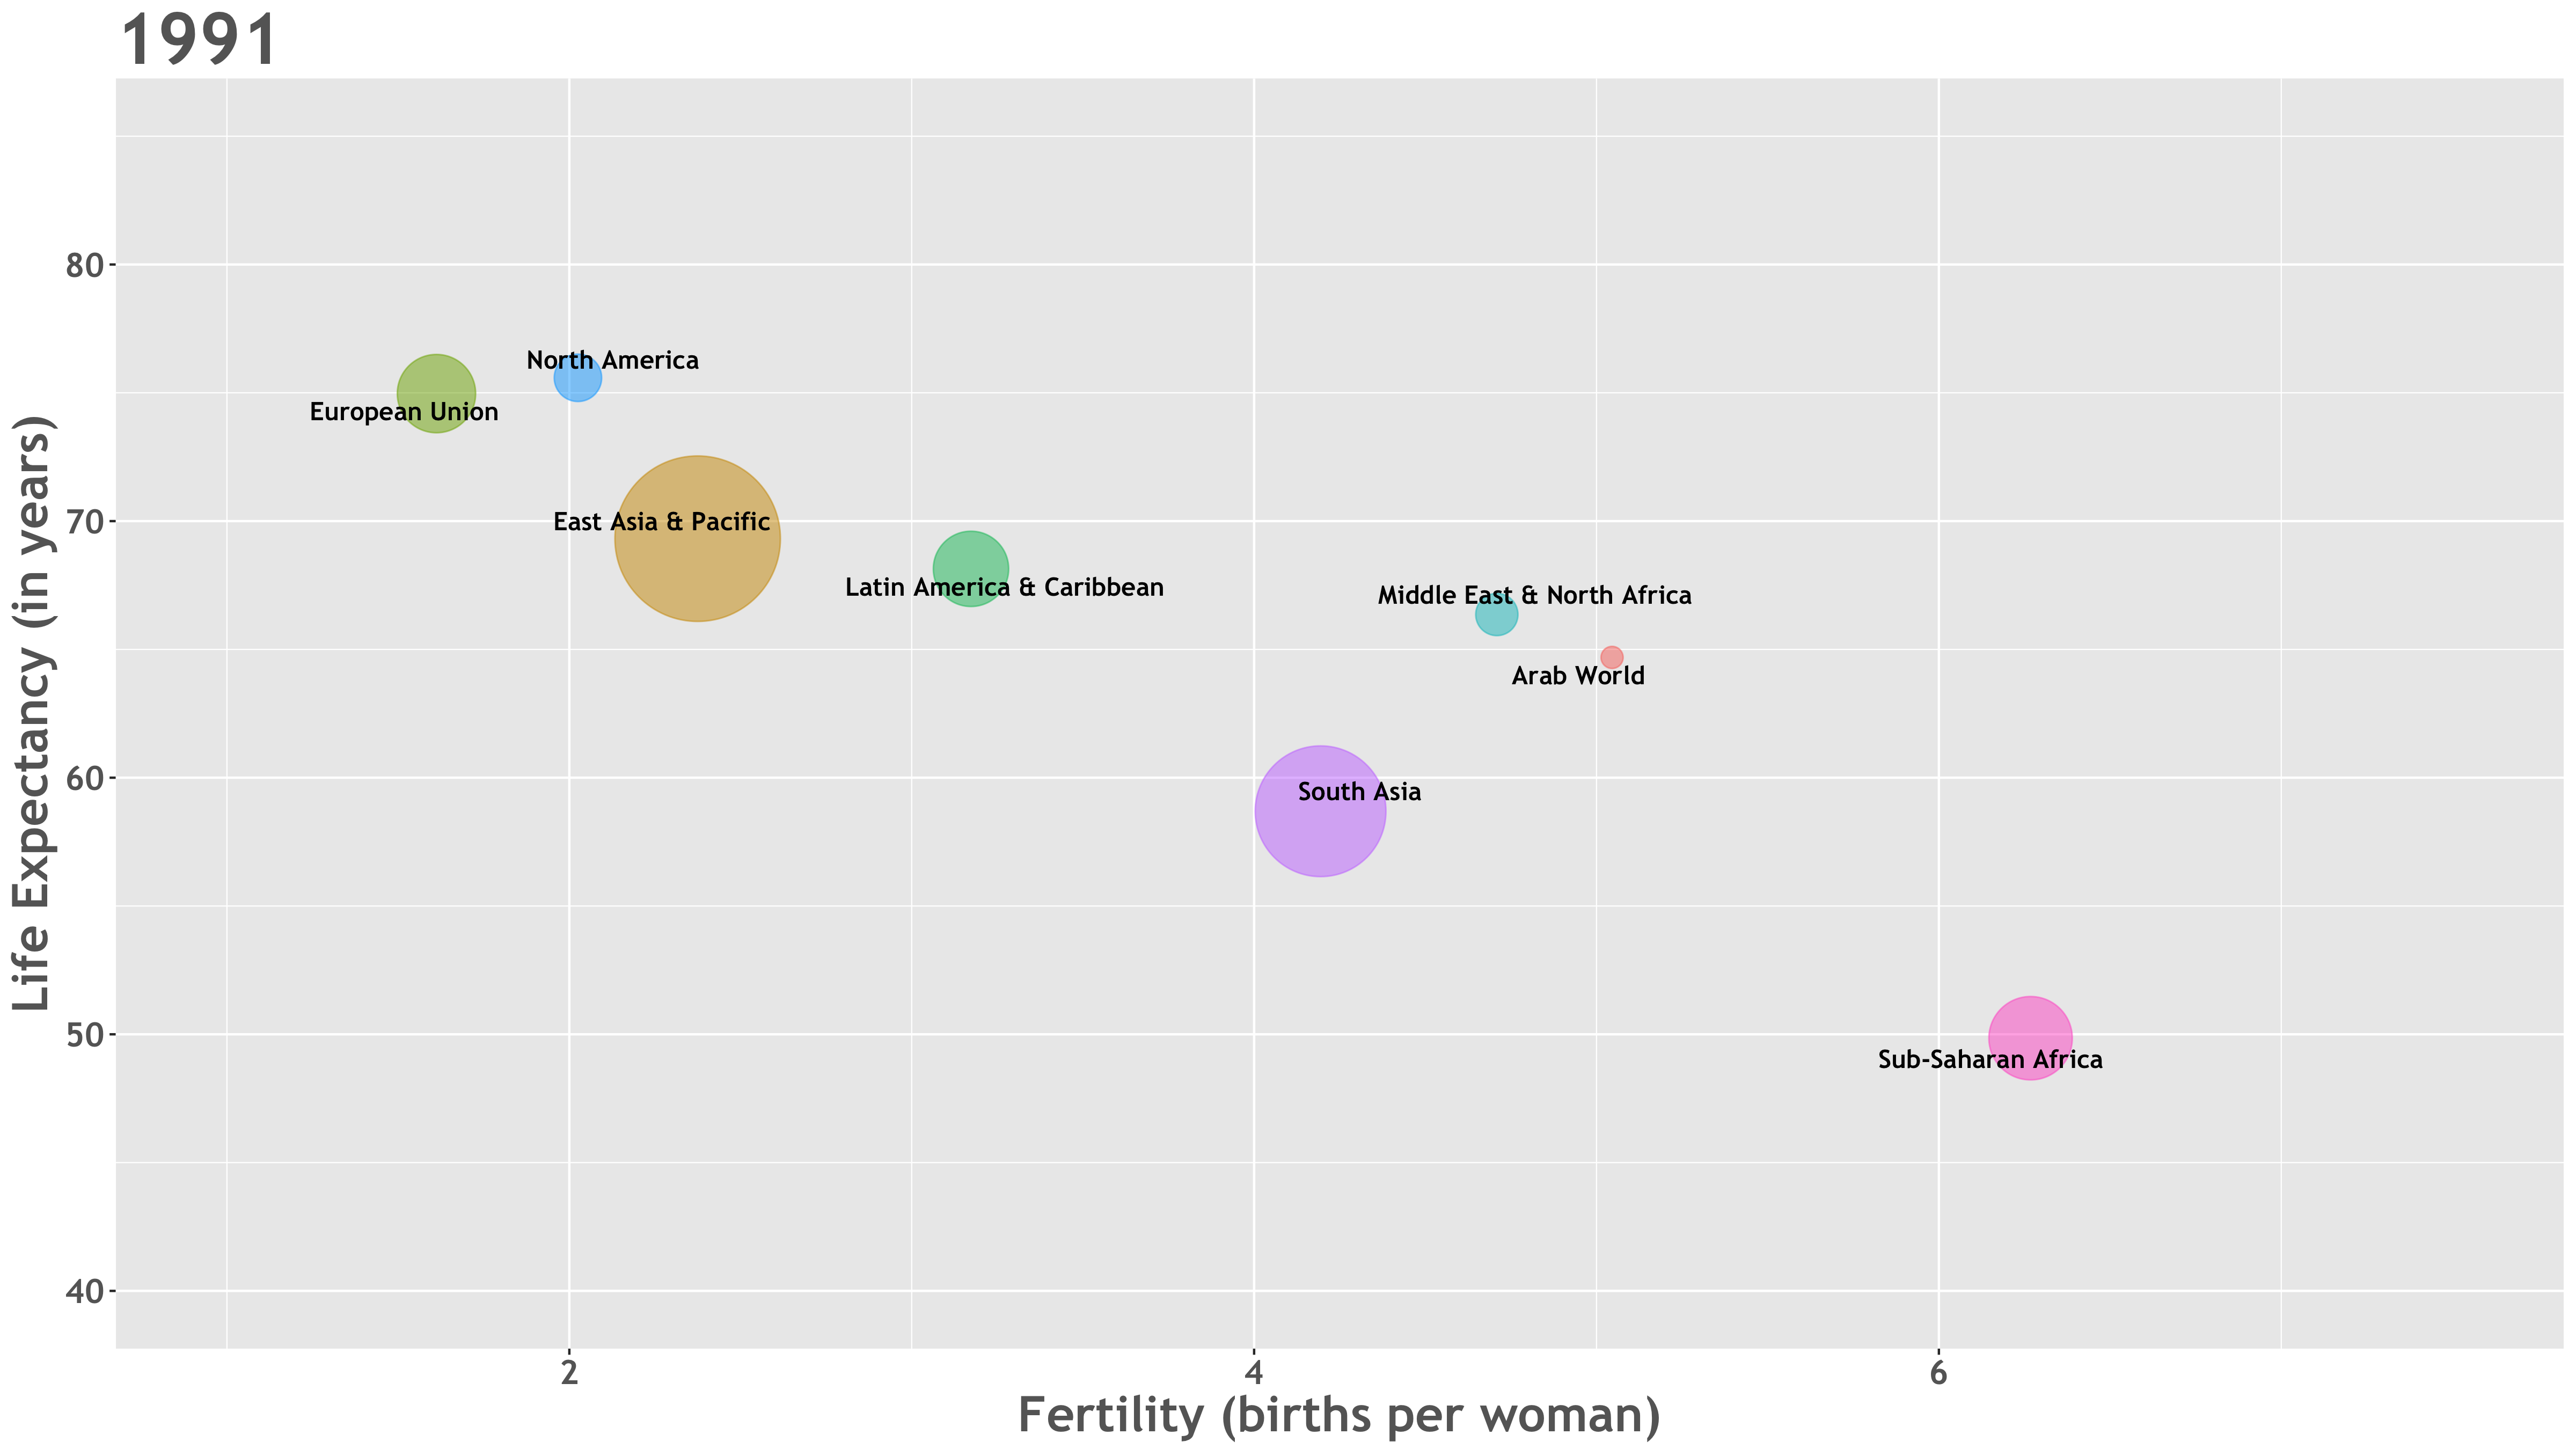 1991
80
North America
European Union
East Asia & Pacific
70
Latin America & Caribbean
Middle East & North Africa
Arab World
South Asia
60
50
Sub-Saharan Africa
40
Life Expectancy (in years)
2
4
6
Fertility (births per woman)